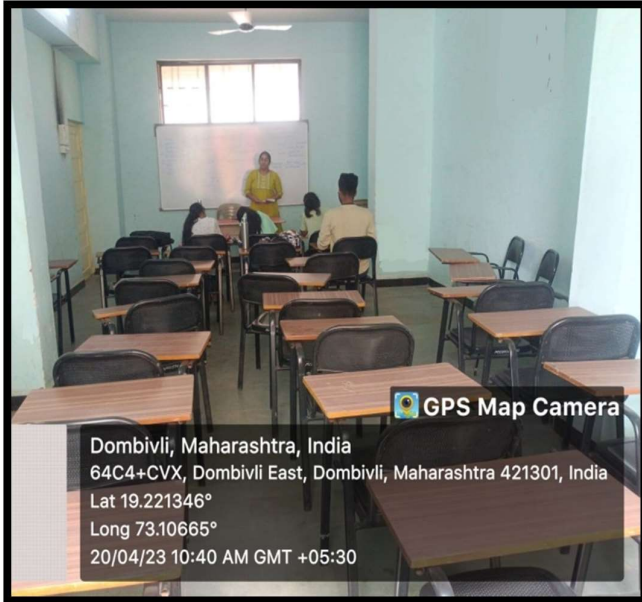 GPS Map Camera
Dombivli, Maharashtra, India
64C4+CVX, Dombivli East, Dombivli, Maharashtra 421301, India
Lat 19.221346°
Long 73.10665°
20/04/23 10:40 AM GMT +05:30